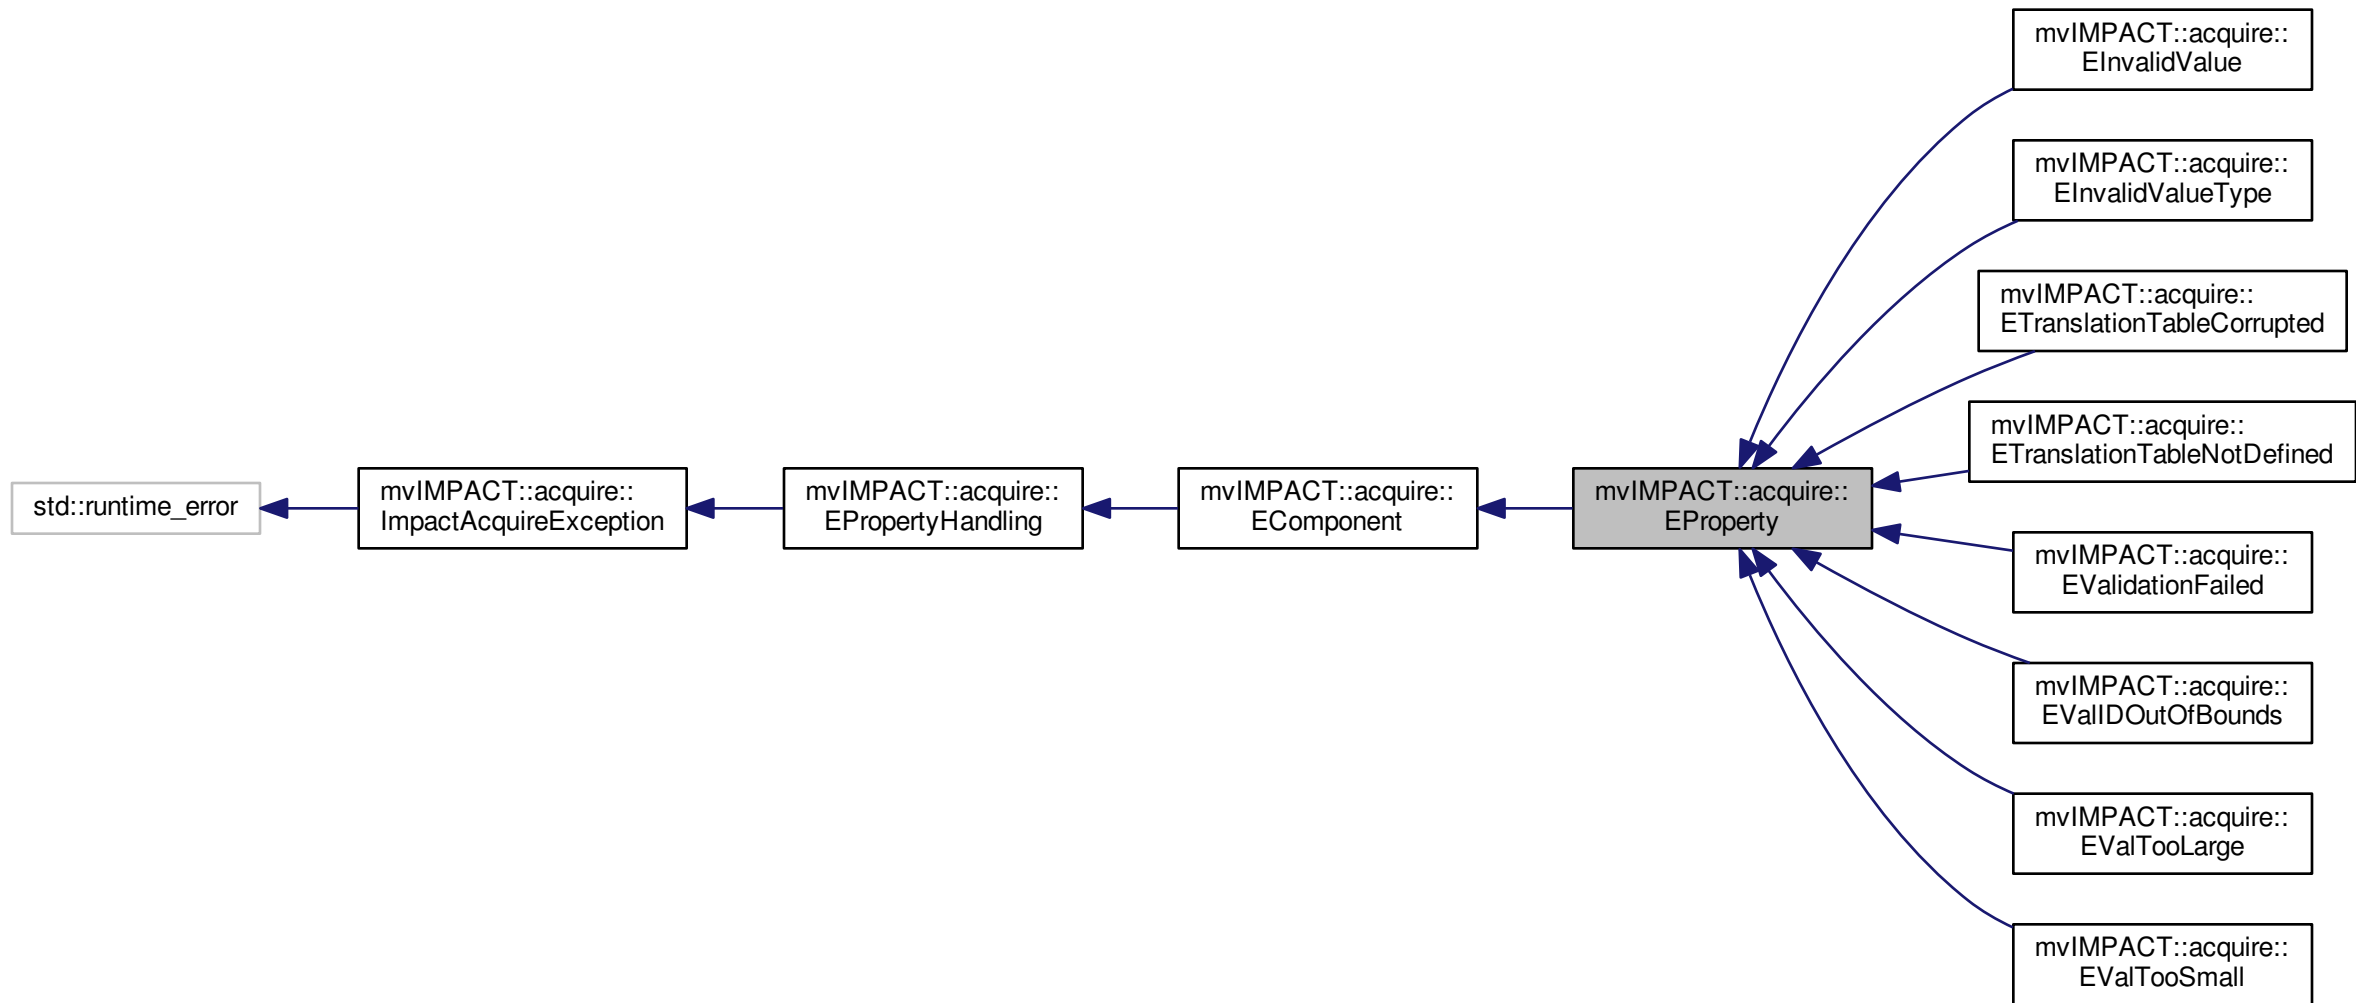 mvIMPACT::acquire::
EInvalidValue
mvIMPACT::acquire::
EInvalidValueType
mvIMPACT::acquire::
ETranslationTableCorrupted
mvIMPACT::acquire::
ETranslationTableNotDefined
std::runtime_error
mvIMPACT::acquire::
ImpactAcquireException
mvIMPACT::acquire::
EPropertyHandling
mvIMPACT::acquire::
EComponent
mvIMPACT::acquire::
EProperty
mvIMPACT::acquire::
EValidationFailed
mvIMPACT::acquire::
EValIDOutOfBounds
mvIMPACT::acquire::
EValTooLarge
mvIMPACT::acquire::
EValTooSmall